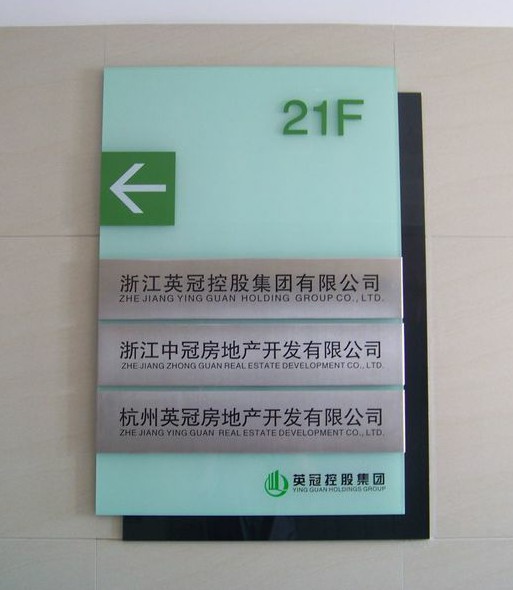 21F
浙江英冠控股集团有限公司
ZHE JIANG YING GUAN HOLDING GROUP CO., LTD.
浙江中冠房地产开发有限公司
ZHE JIANG ZHONG GUAN REAL ESTATE DEVELOPMENT CO., LTD.
杭州英冠房地产开发有限公司
ZHE JIANG YING GUAN REAL ESTATE DEVELOPMENT CO., LTD.
英冠控股集团
YING GUAN HOLDINGS GROUP